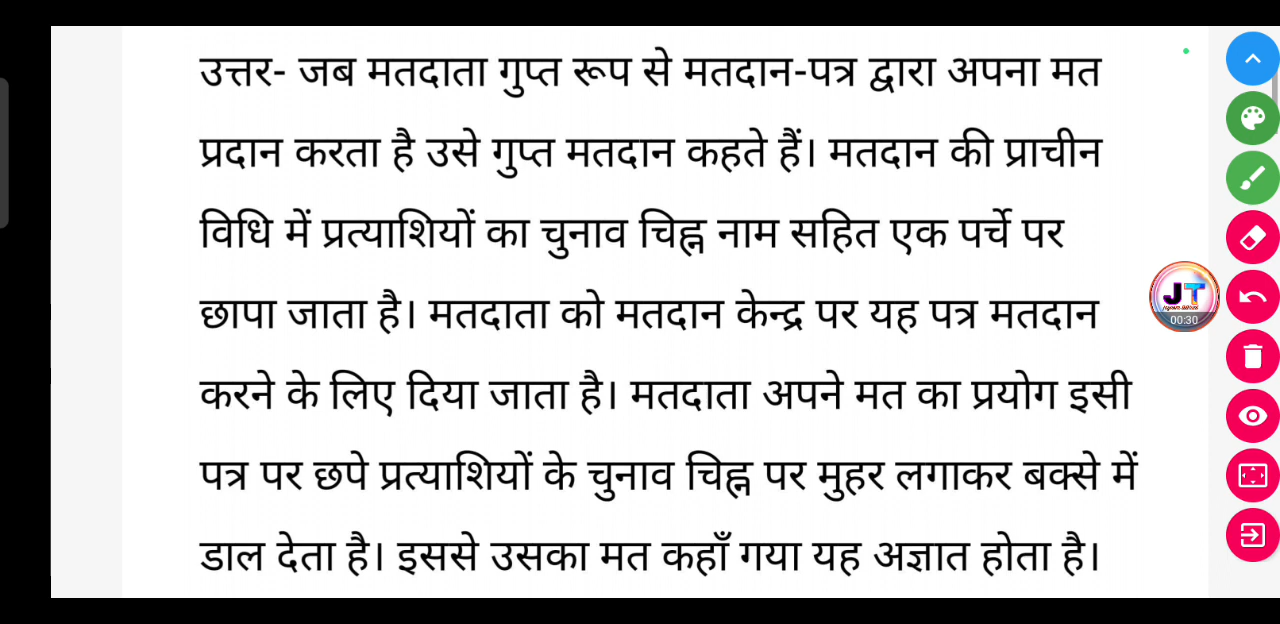 उत्तर- जब मतदाता गुप्त रूप से मतदान-पत्र द्वारा अपना मत
प्रदान करता है उसे गुप्त मतदान कहते हैं। मतदान की प्राचीन
विधि में प्रत्याशियों का चुनाव चिह्न नाम सहित एक पर्चे पर
छापा जाता है। मतदाता को मतदान केन्द्र पर यह पत्र मतदान
करने के लिए दिया जाता है। मतदाता अपने मत का प्रयोग इसी
पत्र पर छपे प्रत्याशियों के चुनाव चिह्न पर मुहर लगाकर बक्से में
डाल देता है। इससे उसका मत कहाँ गया यह अज्ञात होता है।
JT
00:30